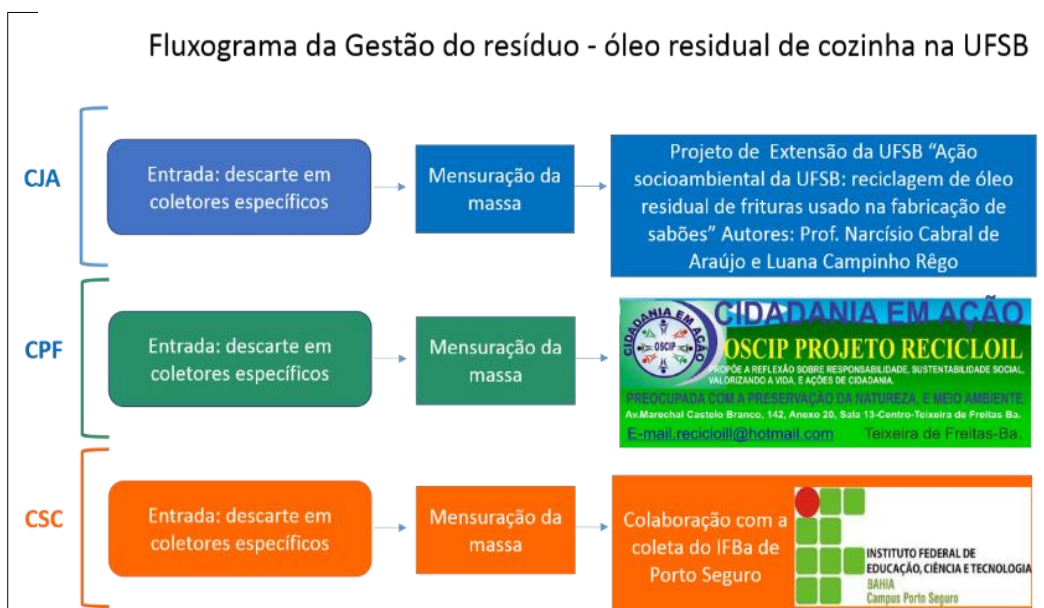 Fluxograma da Gestão do resíduo - óleo residual de cozinha na UFSB
CJA
Entrada: descarte em
coletores específicos
Mensuração da
massa
Projeto de Extensão da UFSB “Ação
socioambiental da UFSB: reciclagem de óleo
residual de frituras usado na fabricação de
sabões” Autores: Prof. Narcísio Cabral de
Araújo e Luana Campinho Rêgo
CPF
Entrada: descarte em
coletores específicos
Mensuração da
massa
CIDADANIA EM AÇÃO
OSCIP
CIDADANIA EM AÇÃO
OSCIP PROJETO RECICLOIL
PROPÕE A REFLEXÃO SOBRE RESPONSABILIDADE, SUSTENTABILIDADE SOCIAL,
VALORIZANDO A VIDA, E AÇÕES DE CIDADANIA.
PREOCUPADA COM A PRESERVAÇÃO DA NATUREZA, E MEIO AMBIENTE.
Av.Marechal Castelo Branco, 142, Anexo 20, Sala 13-Centro-Teixeira de Freitas Ba.
E-mail.recicloill@hotmail.com Teixeira de Freitas-Ba.
CSC
Entrada: descarte em
coletores específicos
Mensuração da
massa
Colaboração com a
coleta do IFBa de
Porto Seguro
INSTITUTO FEDERAL DE
EDUCAÇÃO, CIÊNCIA E TECNOLOGIA
BAHIA
Campus Porto Seguro